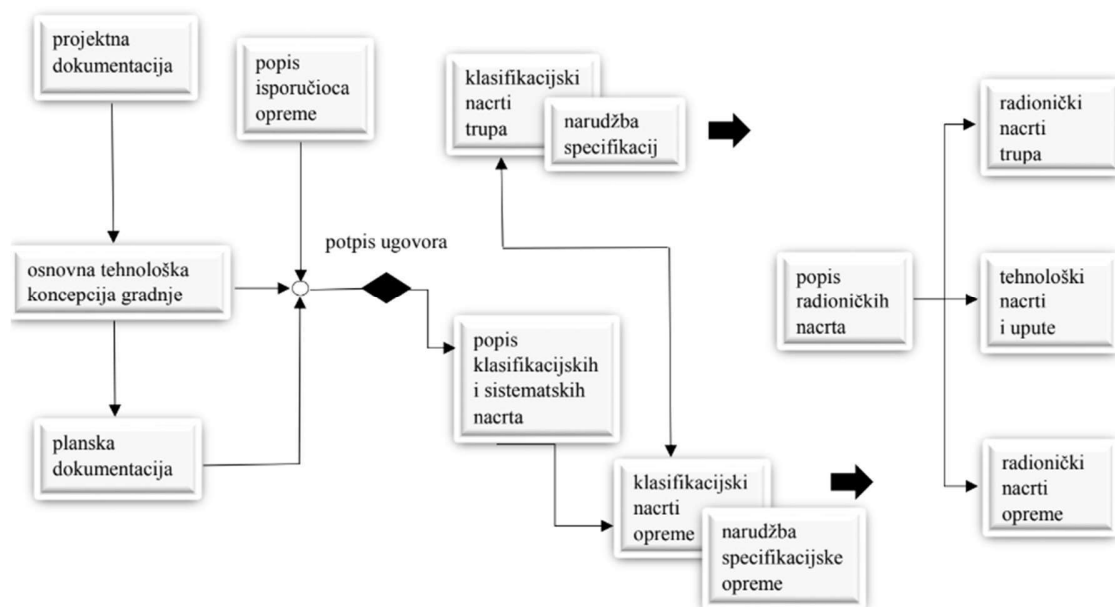 projektna
dokumentacija
popis
isporučioca
opreme
osnovna tehnološka
koncepcija gradnje
planska
dokumentacija
potpis ugovora
popis
klasifikacijskih
i sistematskih
nacrta
klasifikacijski
nacrti
trupa
narudžba
specifikacij
klasifikacijski
nacrti
opreme
narudžba
specifikacijske
opreme
popis
radioničkih
nacrta
radionički
nacrti
trupa
tehnološki
nacrti
i upute
radionički
nacrti
opreme